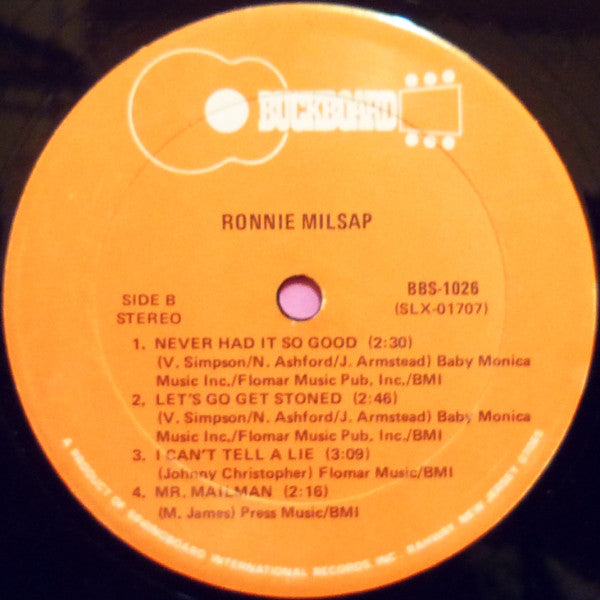 BUCKBOARD
RONNIE MILSAP
SIDE B
STEREO
BBS-1026
(SLX-01707)
1. NEVER HAD IT SO GOOD (2:30)
(V. Simpson/N. Ashford/J. Armstead) Baby Monica
Music Inc./Flomar Music Pub, Inc./BMI
2. LET'S GO GET STONED (2:46)
(V. Simpson/N. Ashford/J. Armstead) Baby Monica
Music Inc./Flomar Music Pub. Inc./BMI
3. I CAN'T TELL A LIE (3:09)
(Johnny Christopher) Flomar Music/BMI
4. MR. MAILMAN (2:16)
(M. James) Press Music/BMI
A PRODUCT OF SPRINGBOARD INTERNATIONAL RECORDS, INC. RAHWAY, NEW JERSEY